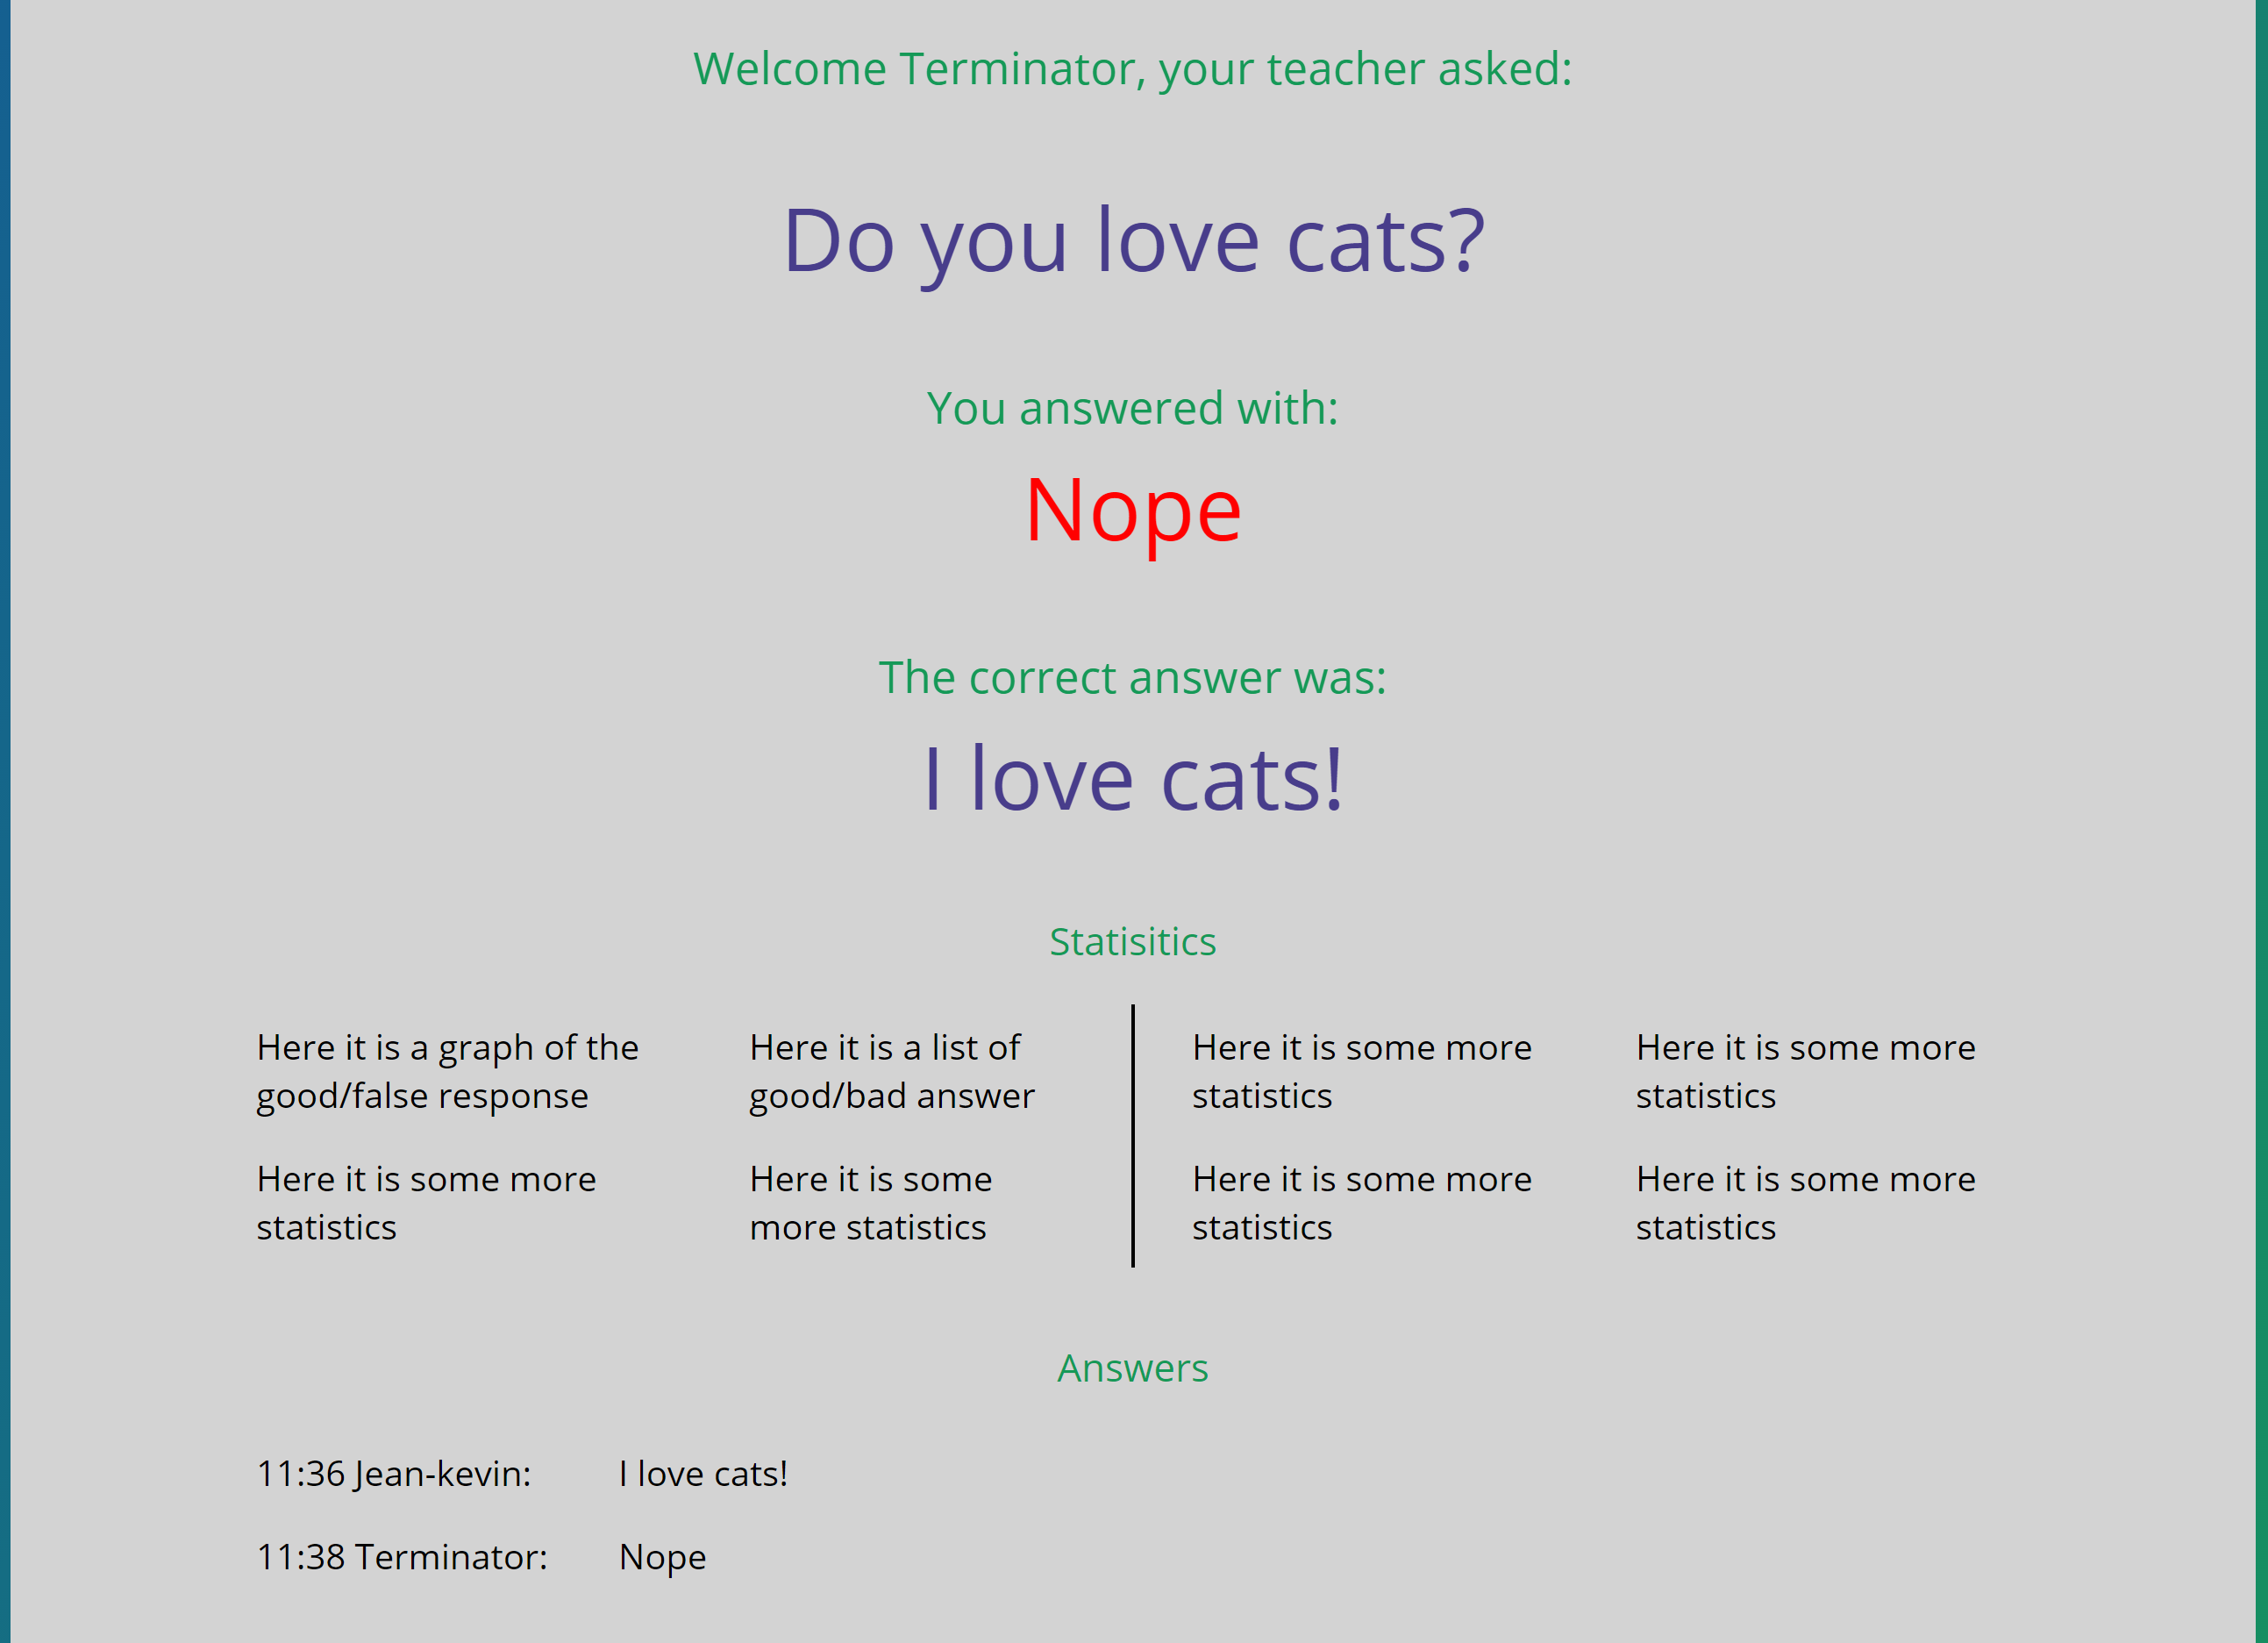 Welcome Terminator, your teacher asked:
Do you love cats?
You answered with:
Nope
The correct answer was:
I love cats!
Statisitics
Here it is a graph of the
good/false response
Here it is a list of
good/bad answer
Here it is some more
statistics
Here it is some more
statistics
Here it is some more
statistics
Here it is some
more statistics
Here it is some more
statistics
Here it is some more
statistics
Answers
11:36 Jean-kevin: I love cats!
11:38 Terminator: Nope